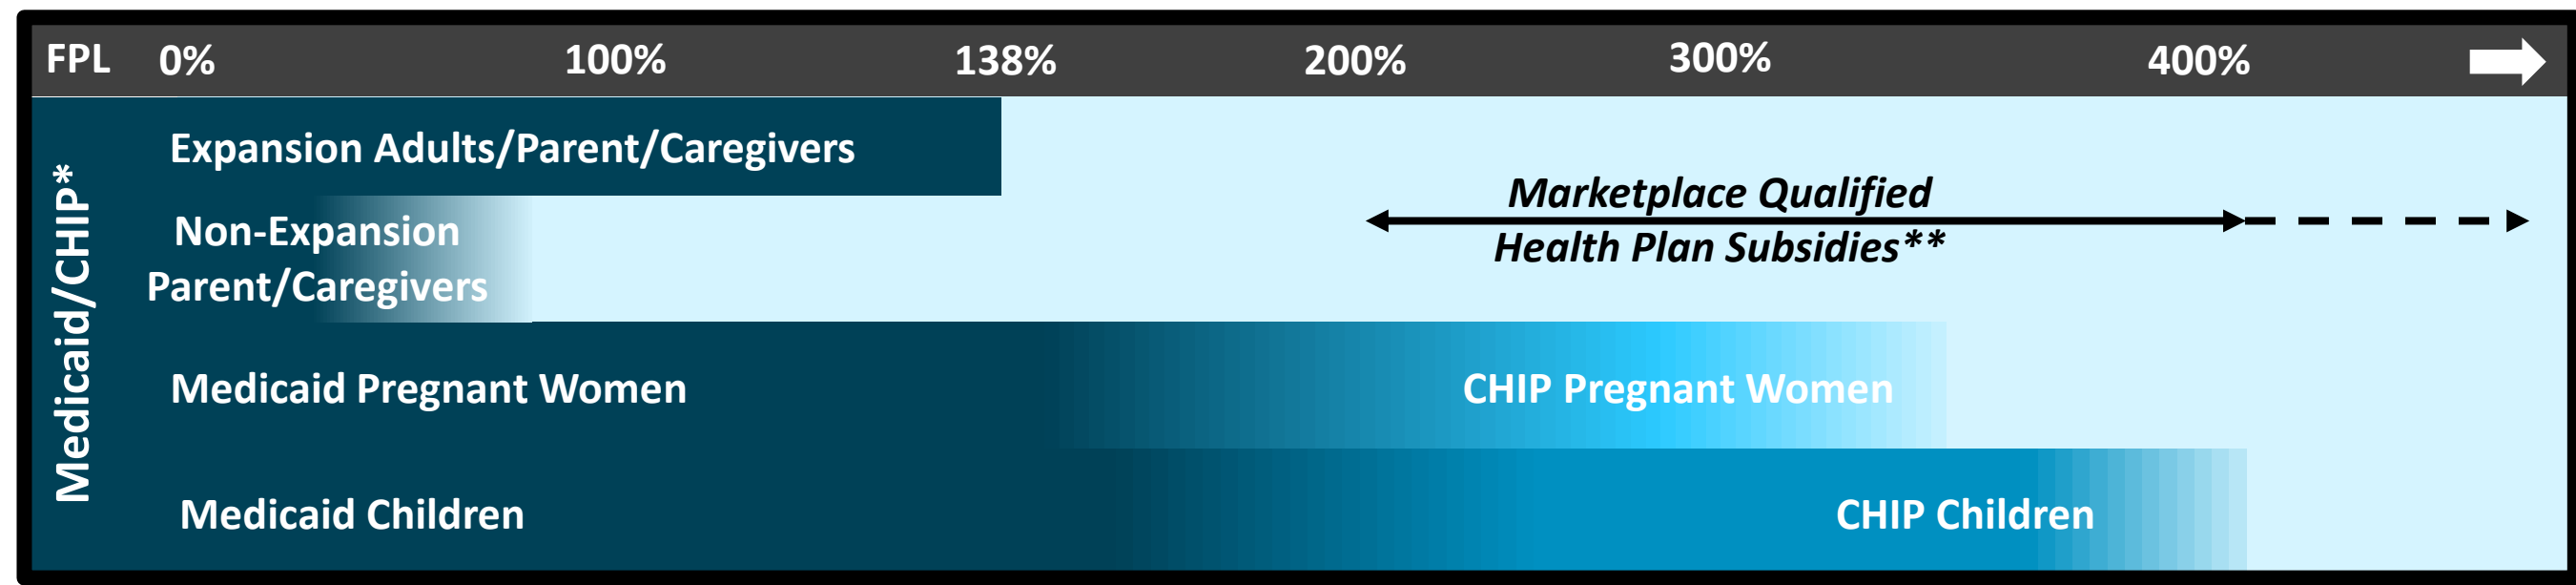 FPL 0% 100% 138% 200% 300% 400%
Medicaid/CHIP*
Expansion Adults/Parent/Caregivers
Non-Expansion
Parent/Caregivers
Marketplace Qualified
Health Plan Subsidies**
Medicaid Pregnant Women CHIP Pregnant Women
Medicaid Children CHIP Children